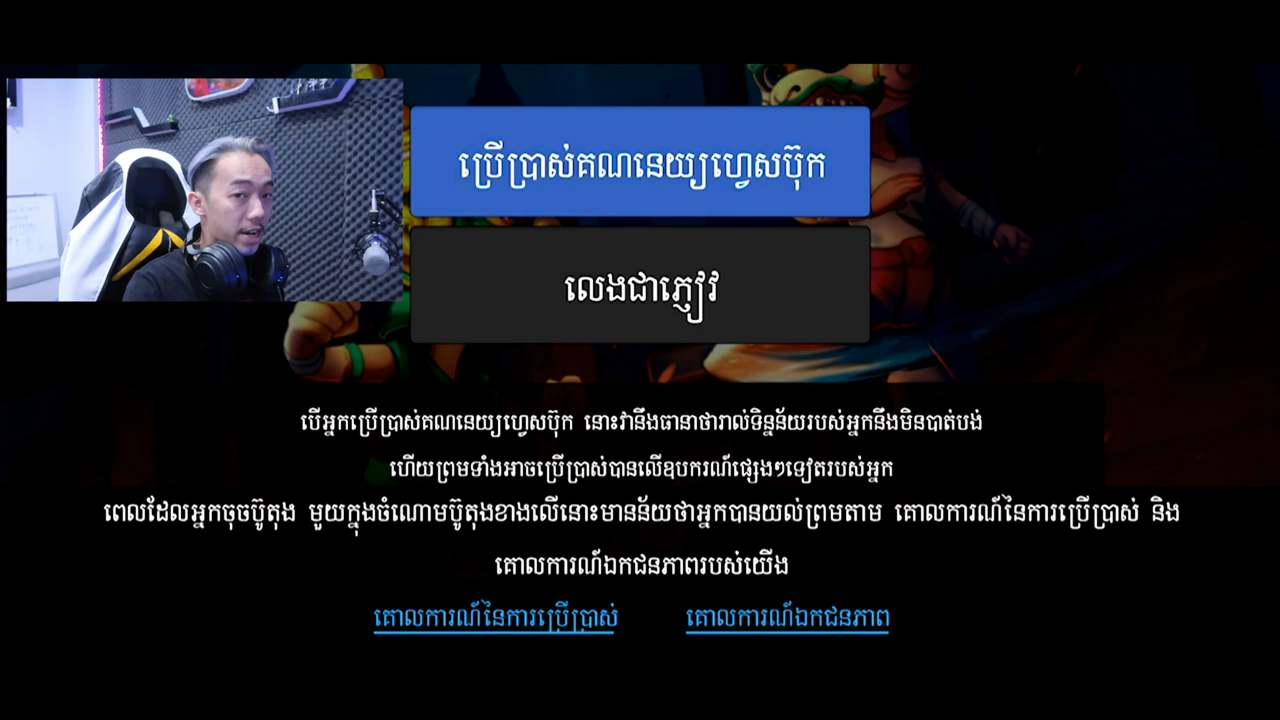 ប្រើប្រាស់គណនេយ្យហ្វេសប៊ុក
លេងជាភ្ញៀវ
បើអ្នកប្រើប្រាស់គណនេយ្យហ្វេសប៊ុក នោះវានឹងធានាថារាល់ទិន្នន័យរបស់អ្នកនឹងមិនបាត់បង់
ហើយព្រមទាំងអាចប្រើប្រាស់បានលើឧបករណ៍ផ្សេងៗទៀតរបស់អ្នក
ពេលដែលអ្នកចុចប៊ូតុង មួយក្នុងចំណោមប៊ូតុងខាងលើនោះមានន័យថាអ្នកបានយល់ព្រមតាម គោលការណ៍នៃការប្រើប្រាស់ និង
គោលការណ៍ឯកជនភាពរបស់យើង
គោលការណ៍នៃការប្រើប្រាស់ គោលការណ៍ឯកជនភាព